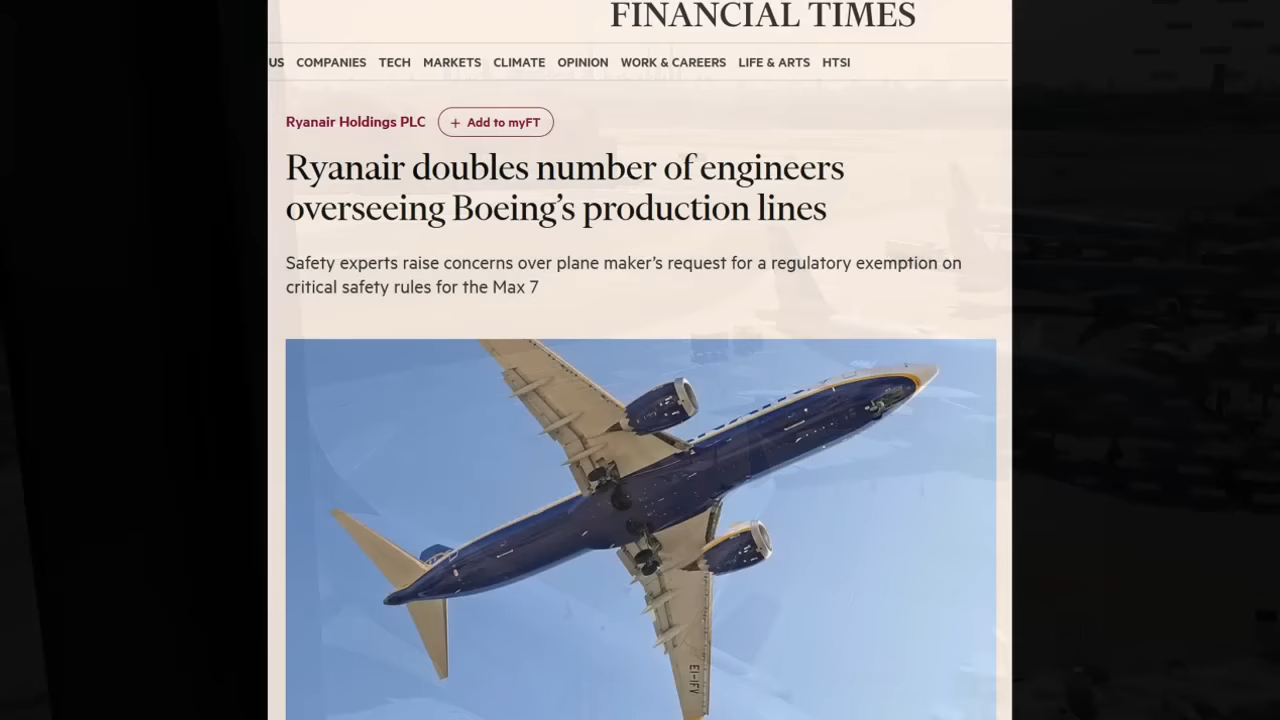 FINANCIAL TIMES
US COMPANIES TECH MARKETS CLIMATE OPINION WORK & CAREERS LIFE & ARTS HTSI
Ryanair Holdings PLC + Add to myFT
Ryanair doubles number of engineers
overseeing Boeing’s production lines
Safety experts raise concerns over plane maker’s request for a regulatory exemption on
critical safety rules for the Max 7
EI-IFV